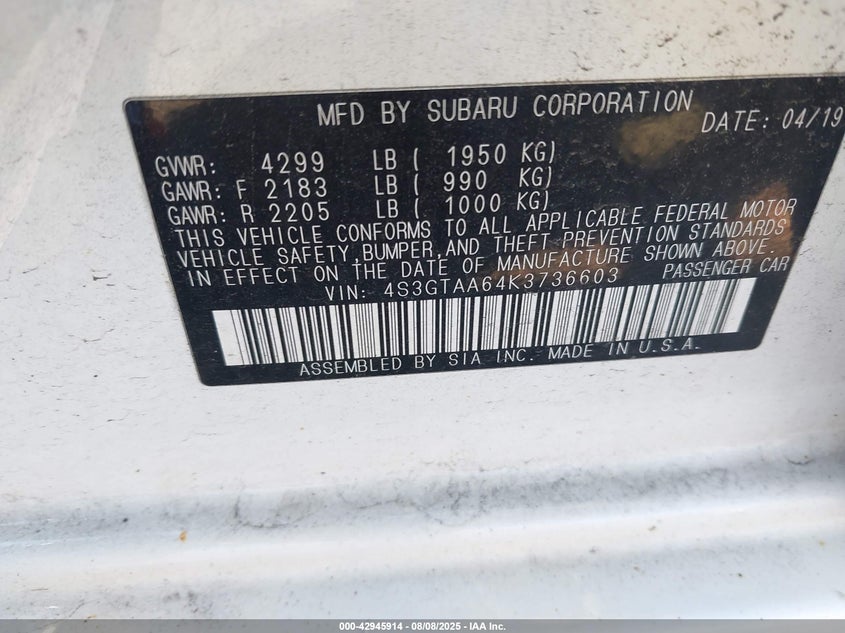 MFD BY SUBARU CORPORATION DATE: 04/19
GVWR: 4299 LB ( 1950 KG)
GAWR: F 2183 LB ( 990 KG)
GAWR: R 2205 LB ( 1000 KG)
THIS VEHICLE CONFORMS TO ALL APPLICABLE FEDERAL MOTOR
VEHICLE SAFETY,BUMPER,AND THEFT PREVENTION STANDARDS
IN EFFECT ON THE DATE OF MANUFACTURE SHOWN ABOVE.
VIN: 4S3GTAA64K3736603 PASSENGER CAR
ASSEMBLED BY SIA INC. MADE IN U.S.A.
000-42945914 - 08/08/2025 - IAA Inc.